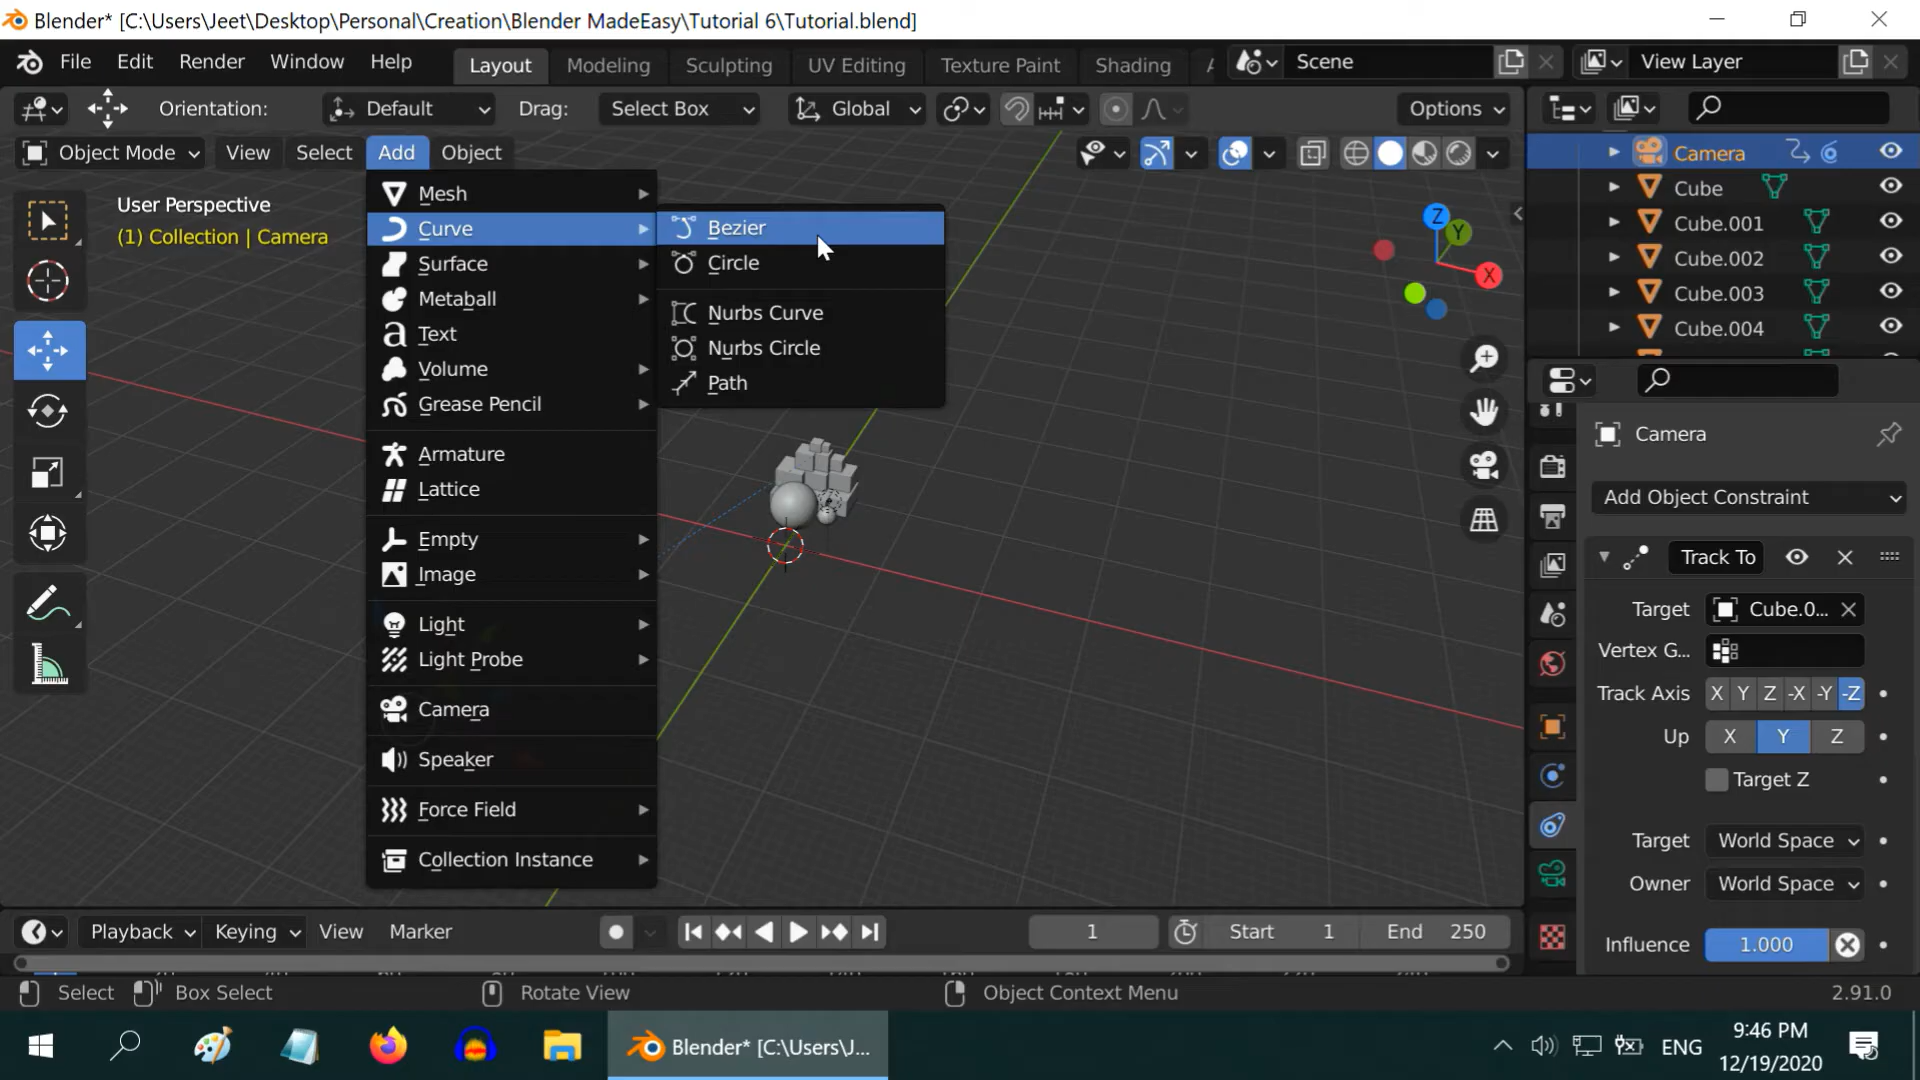 Blender* [C:\Users\Jeet\Desktop\Personal\Creation\Blender MadeEasy\Tutorial 6\Tutorial.blend]
File Edit Render Window Help Layout Modeling Sculpting UV Editing Texture Paint Shading Scene View Layer
Orientation: Default Drag: Select Box Global Options
Object Mode View Select Add Object
User Perspective
(1) Collection | Camera
Mesh
Curve
Surface
Metaball
Text
Volume
Grease Pencil
Armature
Lattice
Empty
Image
Light
Light Probe
Camera
Speaker
Force Field
Collection Instance
Bezier
Circle
Nurbs Curve
Nurbs Circle
Path
Z
Y
X
Camera
Cube
Cube.001
Cube.002
Cube.003
Cube.004
Camera
Add Object Constraint
Track To
Target Cube.0...
Vertex G...
Track Axis X Y Z -X -Y -Z
Up X Y Z
Target Z
Target World Space
Owner World Space
Influence 1.000
Playback Keying View Marker 1 Start 1 End 250
Select Box Select Rotate View Object Context Menu 2.91.0
Blender* [C:\Users\J... ENG
9:46 PM
12/19/2020